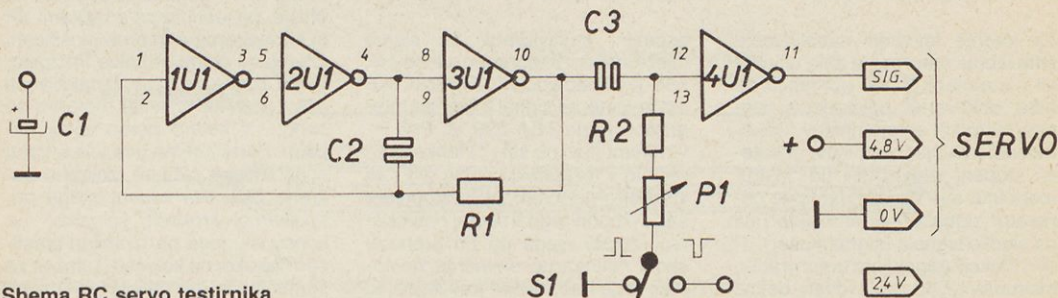 C3
1
2
1U1
3
5
6
2U1
4
8
9
3U1
10
12
13
4U1
11
SIG.
+
C1
C2
R1
R2
P1
+
4,8 V
0V
2,4V
SERVO
S1
Shema RC servo testirnika